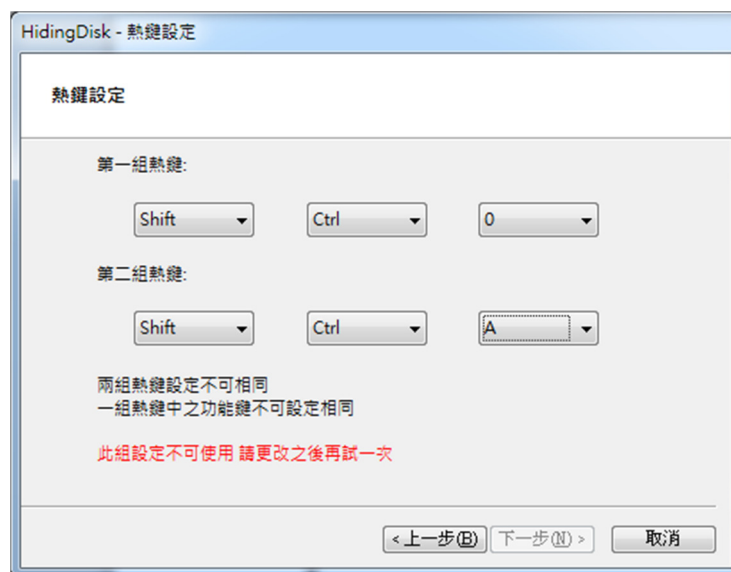 HidingDisk - 熱鍵設定
熱鍵設定
第一組熱鍵:
Shift Ctrl 0
第二組熱鍵:
Shift Ctrl A
兩組熱鍵設定不可相同
一組熱鍵中之功能鍵不可設定相同
此組設定不可使用 請更改之後再試一次
<上一步(B) 下一步(N)> 取消